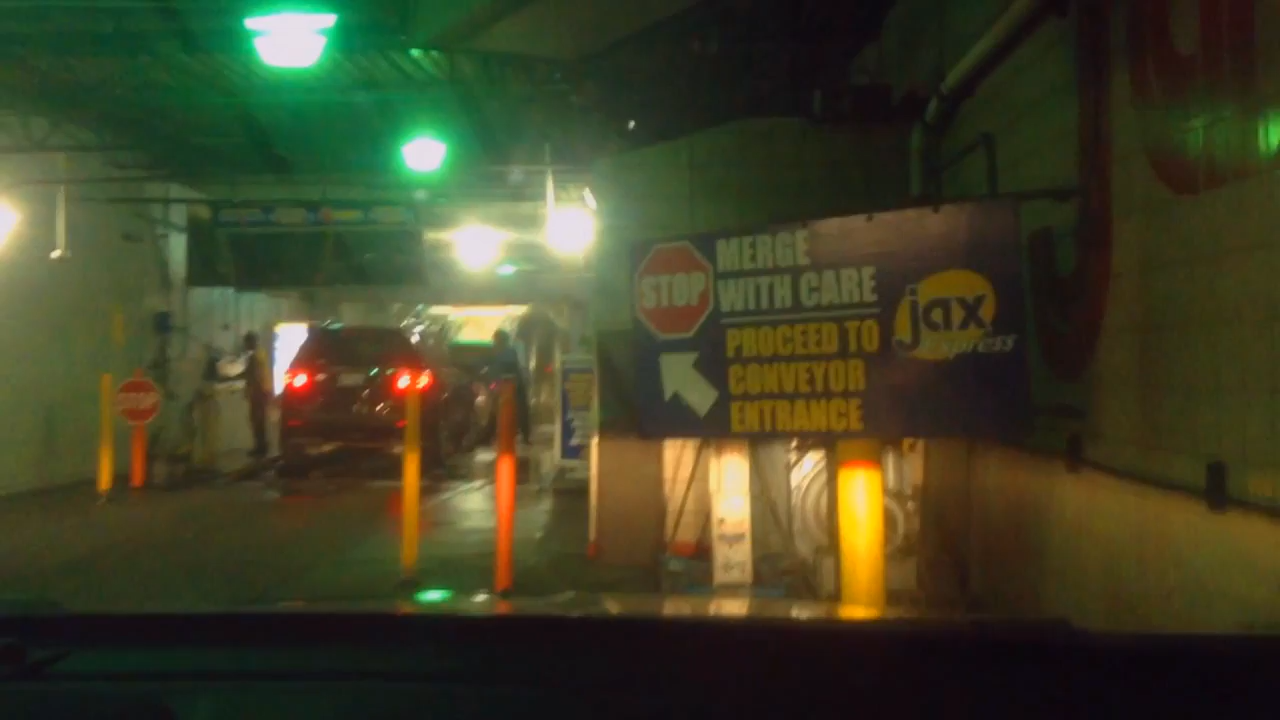 STOP
MERGE
WITH CARE
PROCEED TO
CONVEYOR
ENTRANCE
jax
express
STOP